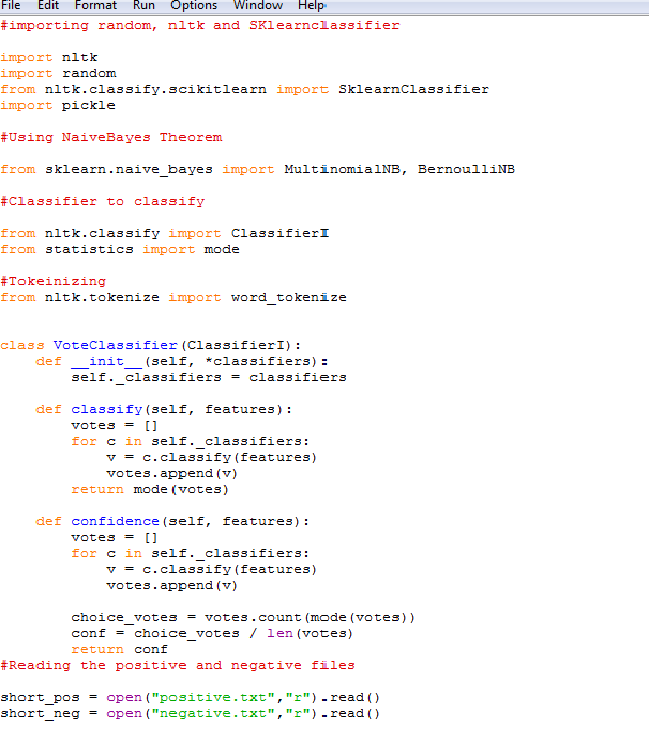 File Edit Format Run Options Window Help
#importing random, nltk and SKlearnclassifier
import nltk
import random
from nltk.classify.scikitlearn import SklearnClassifier
import pickle
#Using NaiveBayes Theorem
from sklearn.naive_bayes import MultinomialNB, BernoulliNB
#Classifier to classify
from nltk.classify import ClassifierI
from statistics import mode
#Tokeinizing
from nltk.tokenize import word_tokenize
class VoteClassifier(ClassifierI):
    def __init__(self, *classifiers):
        self._classifiers = classifiers
    def classify(self, features):
        votes = []
        for c in self._classifiers:
            v = c.classify(features)
            votes.append(v)
        return mode(votes)
    def confidence(self, features):
        votes = []
        for c in self._classifiers:
            v = c.classify(features)
            votes.append(v)
        choice_votes = votes.count(mode(votes))
        conf = choice_votes / len(votes)
        return conf
#Reading the positive and negative files
short_pos = open("positive.txt","r").read()
short_neg = open("negative.txt","r").read()